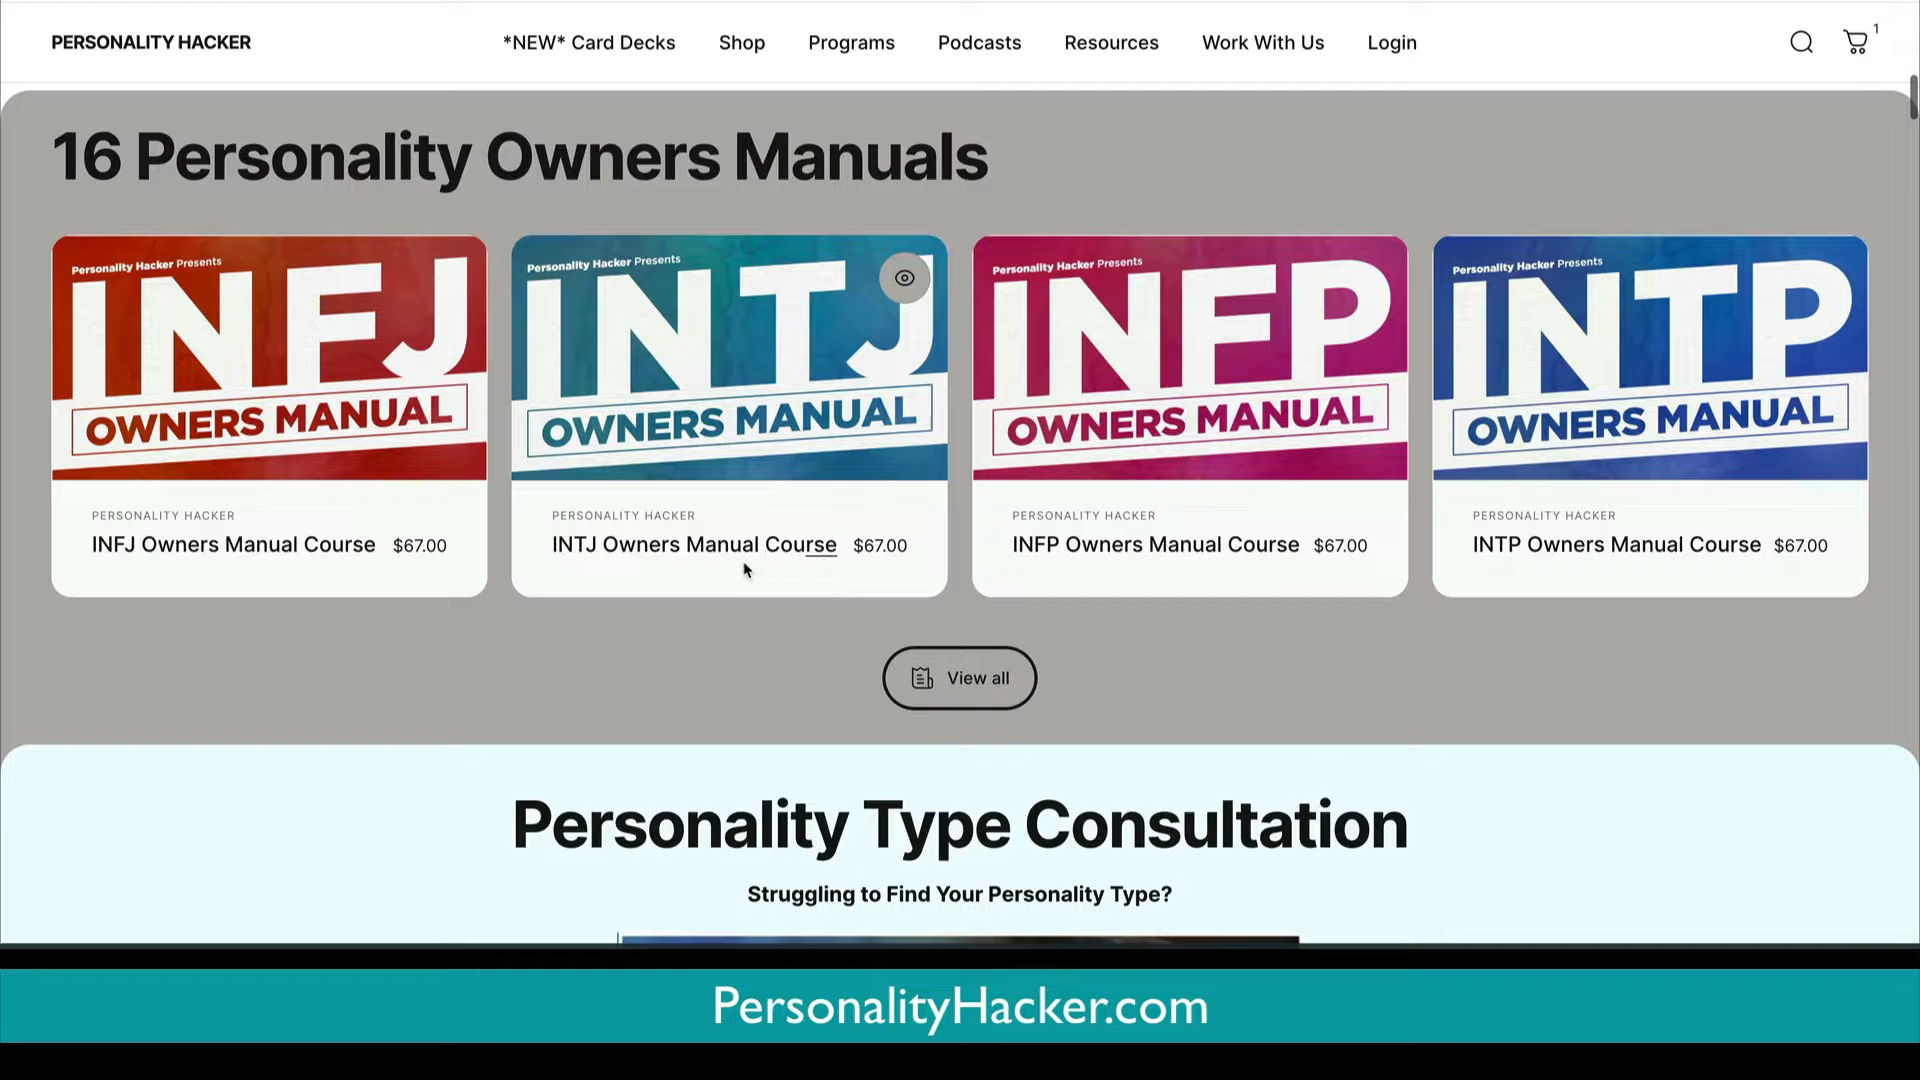 PERSONALITY HACKER
*NEW* Card Decks
Shop
Programs
Podcasts
Resources
Work With Us
Login
1
16 Personality Owners Manuals
Personality Hacker Presents
INFJ
OWNERS MANUAL
PERSONALITY HACKER
INFJ Owners Manual Course $67.00
Personality Hacker Presents
INTJ
OWNERS MANUAL
PERSONALITY HACKER
INTJ Owners Manual Course $67.00
Personality Hacker Presents
INFP
OWNERS MANUAL
PERSONALITY HACKER
INFP Owners Manual Course $67.00
Personality Hacker Presents
INTP
OWNERS MANUAL
PERSONALITY HACKER
INTP Owners Manual Course $67.00
View all
Personality Type Consultation
Struggling to Find Your Personality Type?
PersonalityHacker.com